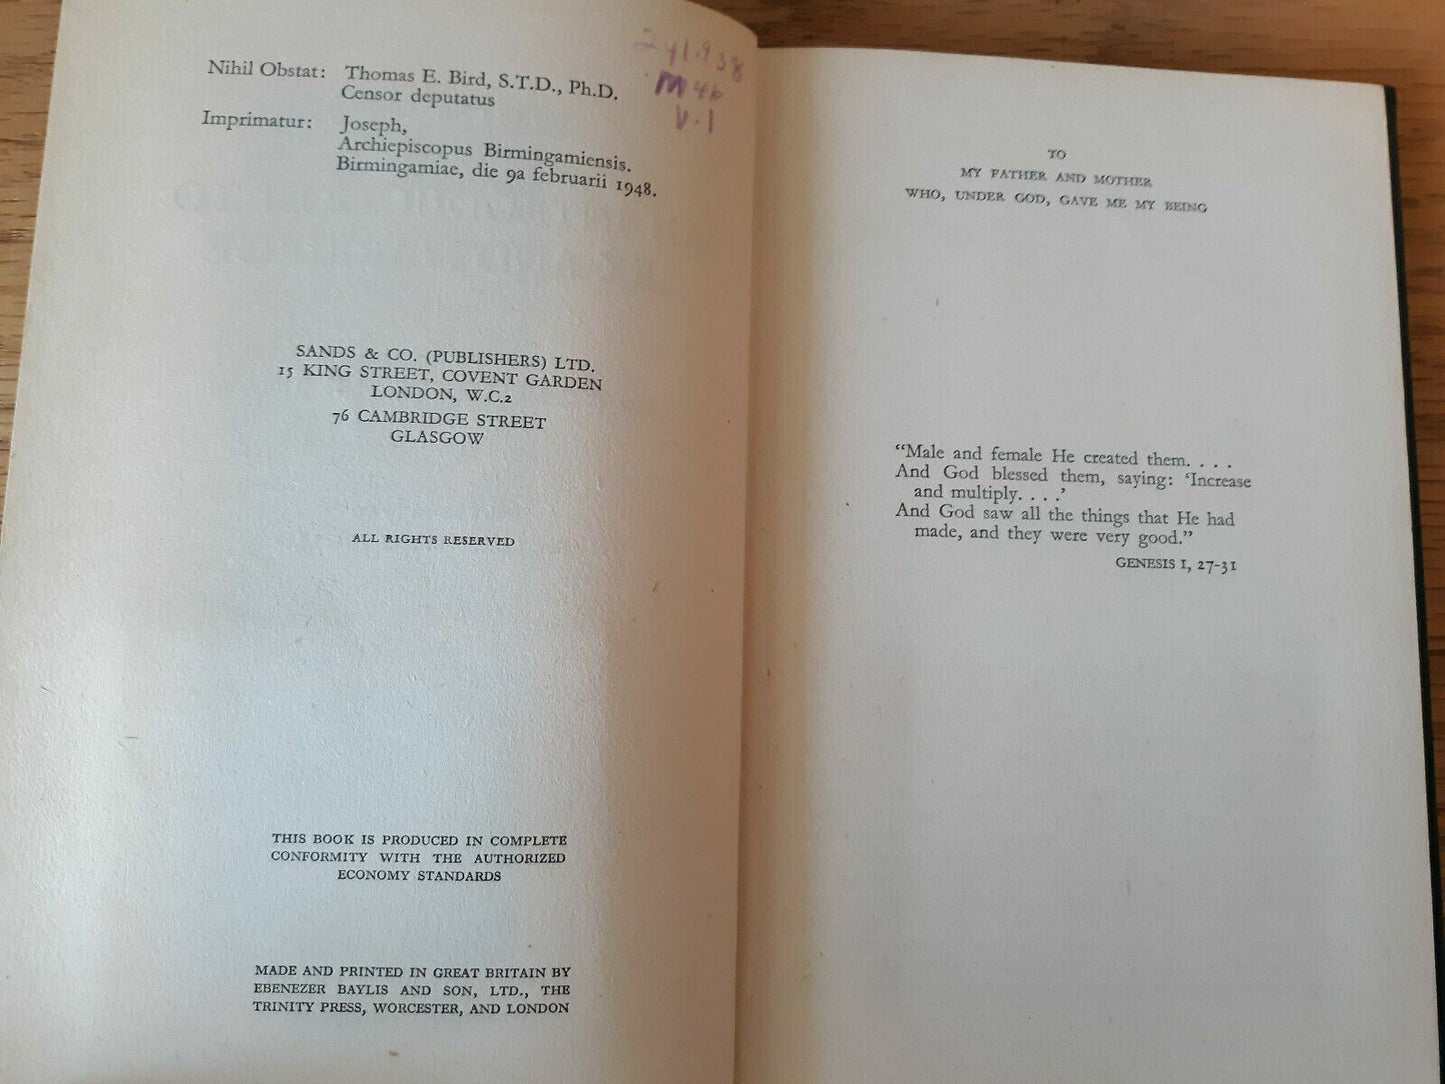 241.938
M46
V.1
Nihil Obstat: Thomas E. Bird, S.T.D., Ph.D.
Censor deputatus
Imprimatur: Joseph,
Archiepiscopus Birmingamiensis.
Birmingamiae, die 9a februarii 1948.
SANDS & CO. (PUBLISHERS) LTD.
15 KING STREET, COVENT GARDEN
LONDON, W.C.2
76 CAMBRIDGE STREET
GLASGOW
ALL RIGHTS RESERVED
THIS BOOK IS PRODUCED IN COMPLETE
CONFORMITY WITH THE AUTHORIZED
ECONOMY STANDARDS
MADE AND PRINTED IN GREAT BRITAIN BY
EBENEZER BAYLIS AND SON, LTD., THE
TRINITY PRESS, WORCESTER, AND LONDON
TO
MY FATHER AND MOTHER
WHO, UNDER GOD, GAVE ME MY BEING
“Male and female He created them. . . .
And God blessed them, saying: ‘Increase
and multiply. . . .’
And God saw all the things that He had
made, and they were very good.”
GENESIS I, 27-31